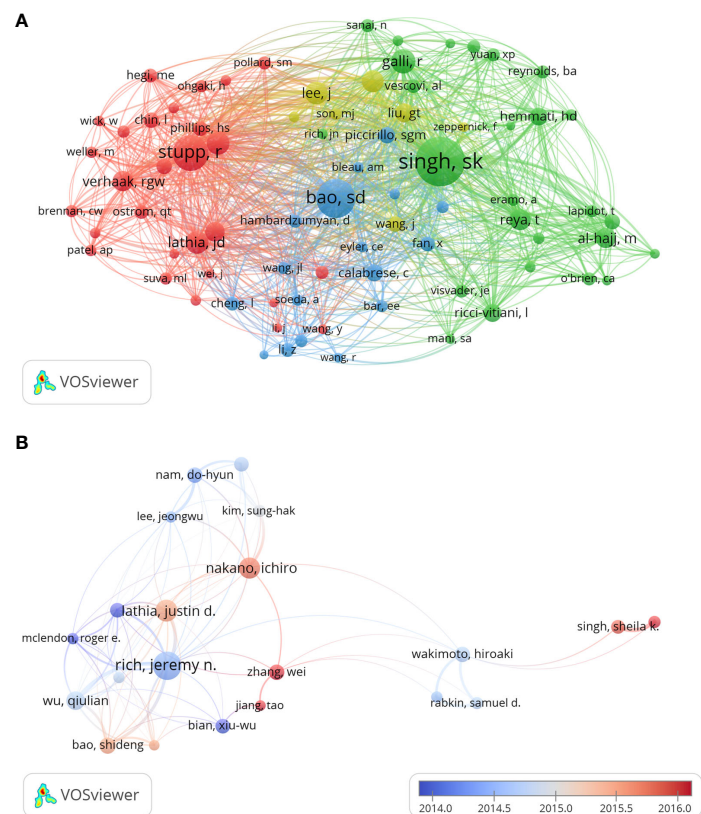 A
sanai, n
yuan, xp
galli, r
pollard, sm
reynolds, ba
hegi, me
ohgaki, h
vescovi, al
lee, j
liu, gt
hemmati, hd
wick, w
chin, l
son, mj
phillips, hs
rich, jn
piccirillo, sgm
zeppernick, f
weller, m
stupp, r
singh, sk
bleau, am
verhaak, rgw
bao, sd
eramo, a
brennan, cw
ostrom, qt
hambardzumyan, d
reya, t
lapidot, t
wang, j
patel, ap
lathia, jd
eyler, ce
fan, x
al-hajj, m
suva, ml
wei, j
wang, jl
calabrese, c
o'brien, ca
visvader, je
cheng, l
soeda, a
bar, ee
ricci-vitiani, l
li, j
wang, y
mani, sa
li, z
wang, r
VOSviewer
B
nam, do-hyun
lee, jeongwu
kim, sung-hak
nakano, ichiro
lathia, justin d.
singh, sheila k.
mclendon, roger e.
wakimoto, hiroaki
rich, jeremy n.
zhang, wei
wu, qiulian
jiang, tao
rabkin, samuel d.
bian, xiu-wu
bao, shideng
VOSviewer
2014.0 2014.5 2015.0 2015.5 2016.0